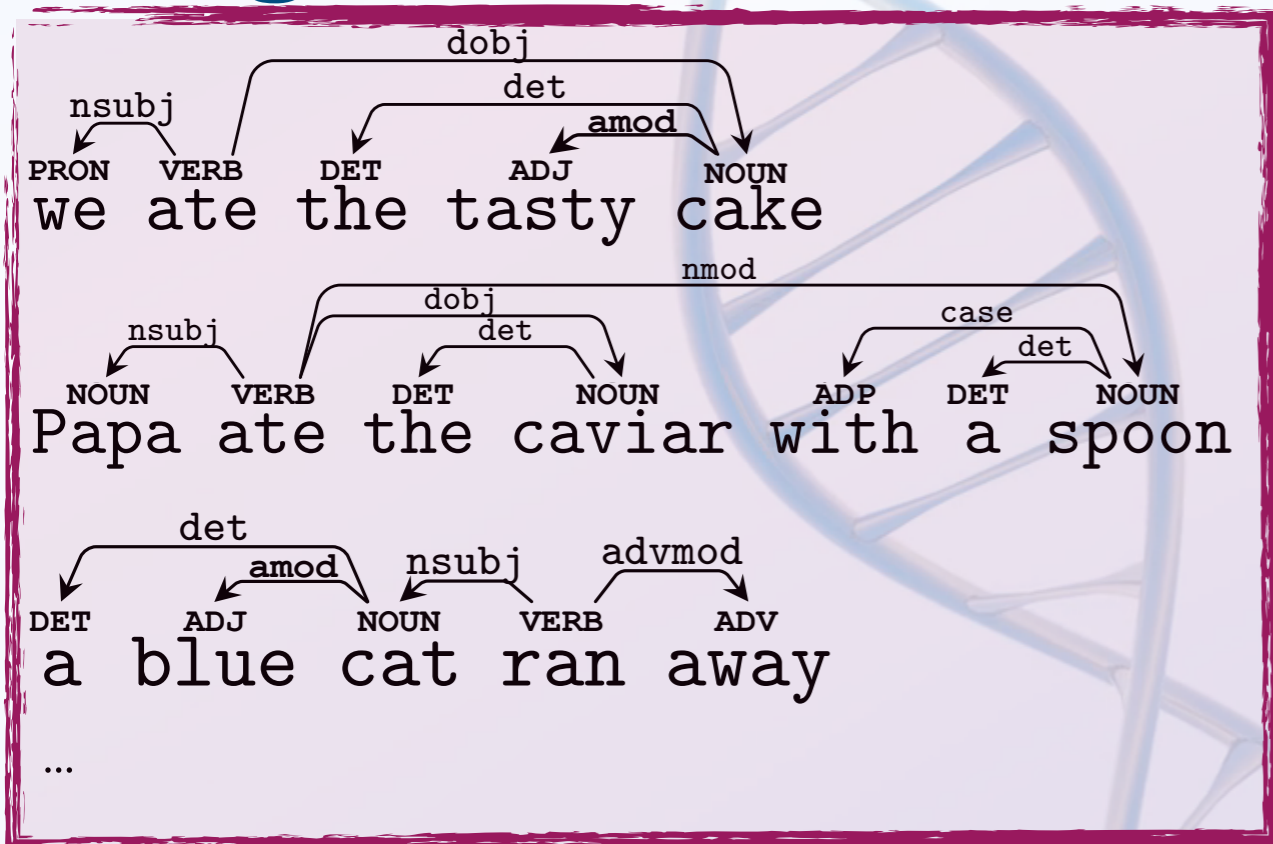 dobj
det
nsubj amod
PRON VERB DET ADJ NOUN
we ate the tasty cake
nmod
dobj
nsubj det case
det
NOUN VERB DET NOUN ADP DET NOUN
Papa ate the caviar with a spoon
det
amod nsubj advmod
DET ADJ NOUN VERB ADV
a blue cat ran away
...